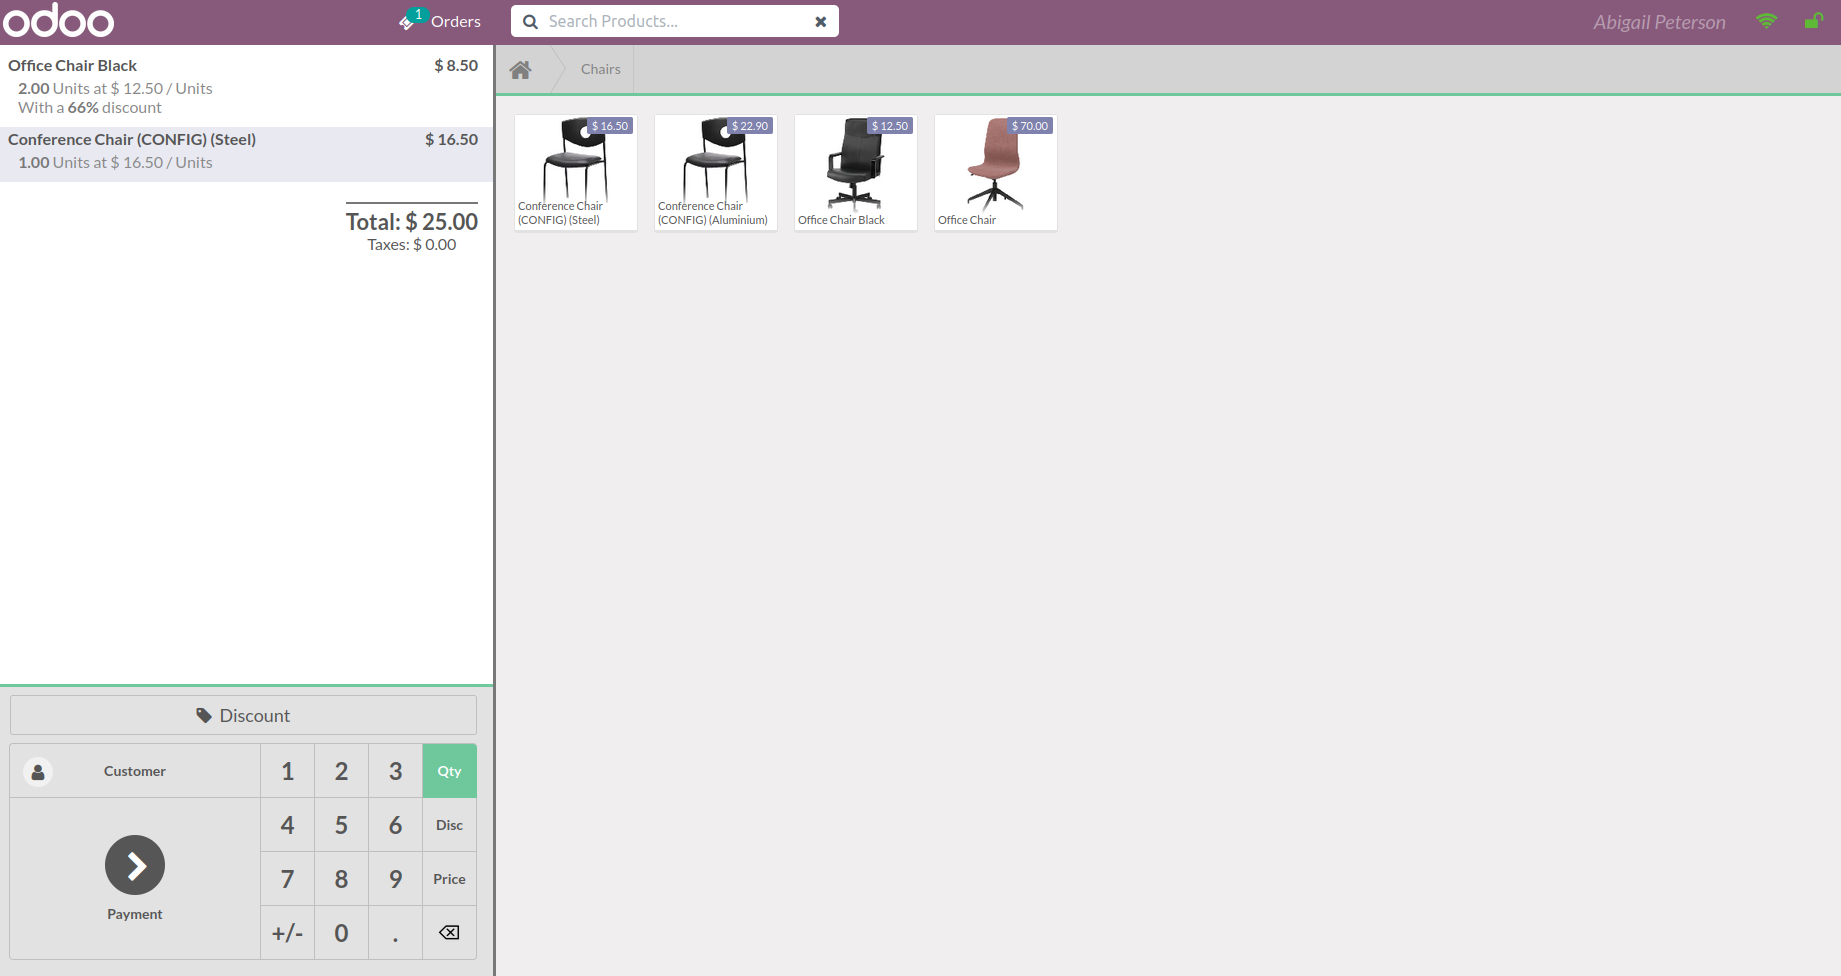 odoo
1
Orders
Search Products...
Abigail Peterson
Office Chair Black $ 8.50
2.00 Units at $ 12.50 / Units
With a 66% discount
Conference Chair (CONFIG) (Steel) $ 16.50
1.00 Units at $ 16.50 / Units
Total: $ 25.00
Taxes: $ 0.00
Chairs
$ 16.50
Conference Chair
(CONFIG) (Steel)
$ 22.90
Conference Chair
(CONFIG) (Aluminium)
$ 12.50
Office Chair Black
$ 70.00
Office Chair
Discount
Customer
1 2 3 Qty
4 5 6 Disc
7 8 9 Price
+/- 0 .
Payment